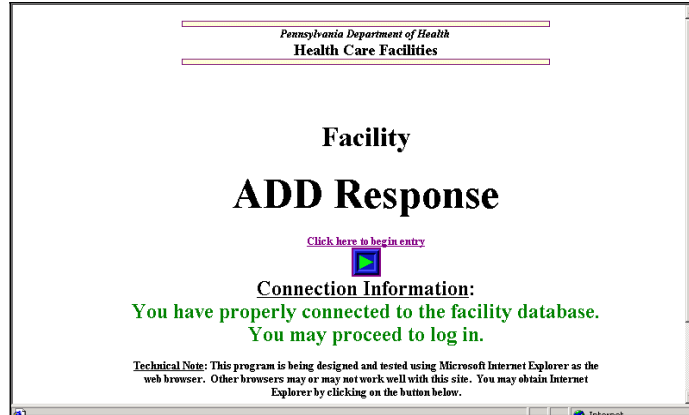 Pennsylvania Department of Health
Health Care Facilities
Facility
ADD Response
Click here to begin entry
Connection Information:
You have properly connected to the facility database.
You may proceed to log in.
Technical Note: This program is being designed and tested using Microsoft Internet Explorer as the
web browser. Other browsers may or may not work well with this site. You may obtain Internet
Explorer by clicking on the button below.
Internet